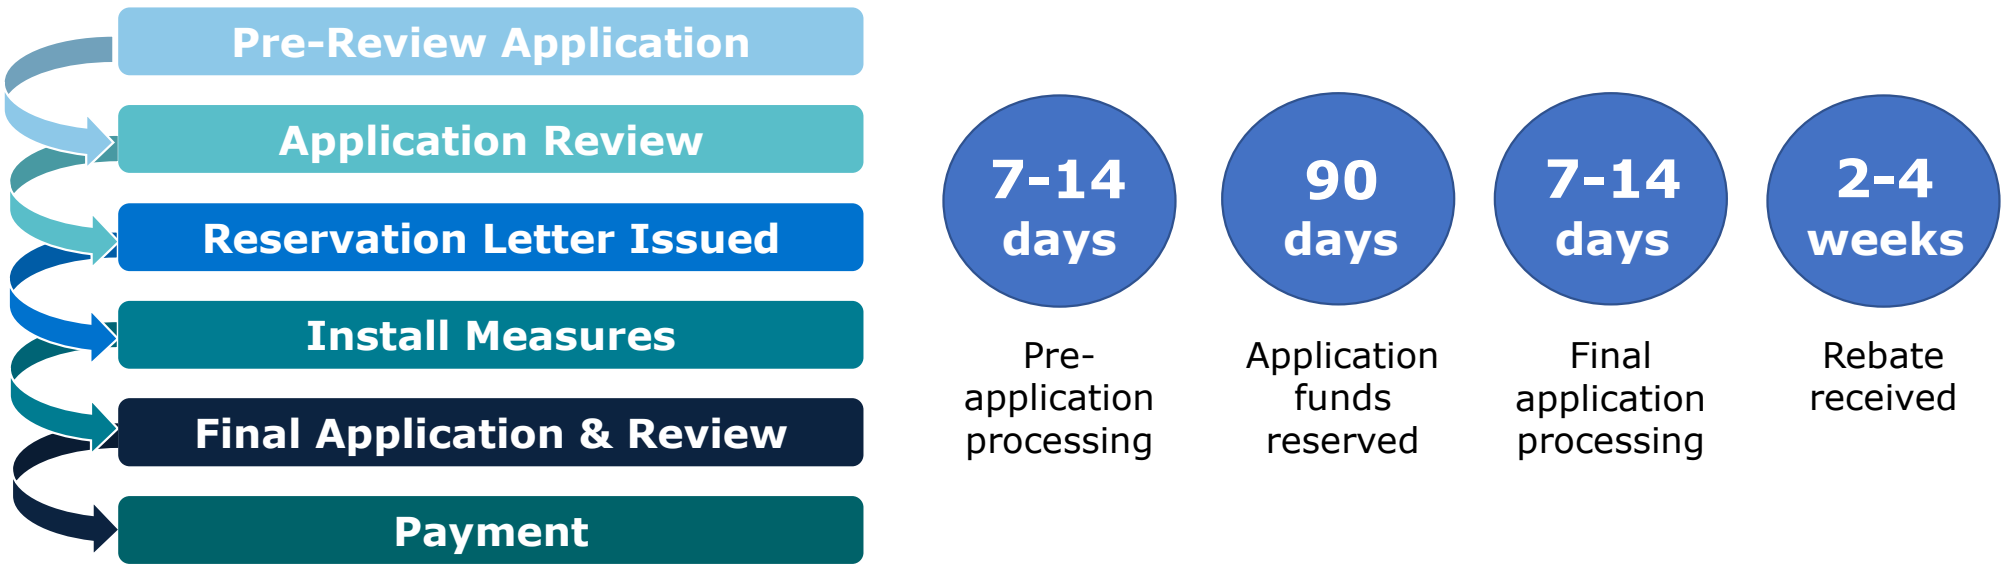 Pre-Review Application
Application Review
Reservation Letter Issued
Install Measures
Final Application & Review
Payment
7-14
days
Pre-
application
processing
90
days
Application
funds
reserved
7-14
days
Final
application
processing
2-4
weeks
Rebate
received